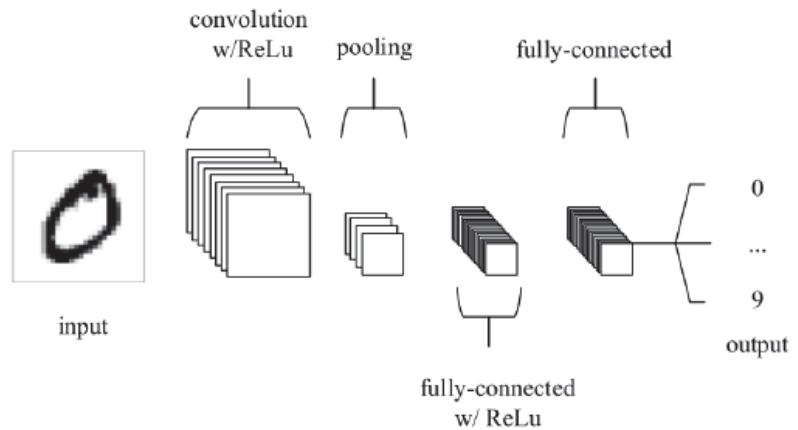 convolution
w/ReLu
pooling
fully-connected
input
fully-connected
w/ ReLu
0
...
9
output